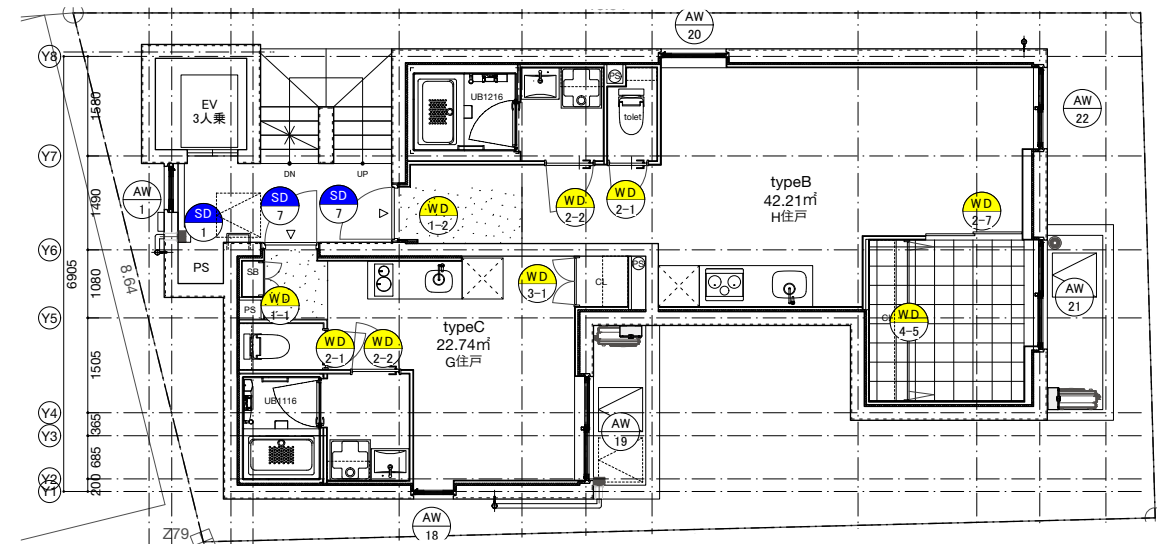 AW
20
Y8
EV
3人乗
UB1216
PS
tolet
AW
22
1580
Y7
DN
UP
typeB
42.21㎡
H住戸
AW
1
SD
1
SD
7
SD
7
WD
1-2
WD
2-2
WD
2-1
WD
2-7
1490
Y6
PS
SB
WD
3-1
CL
PS
6905
8.64
1080
AW
21
PS
WD
1-1
Y5
typeC
22.74㎡
G住戸
WD
4-5
WD
2-1
WD
2-2
1505
UB1116
Y4
365
Y3
AW
19
685
Y2
200
Y1
AW
18
Z79